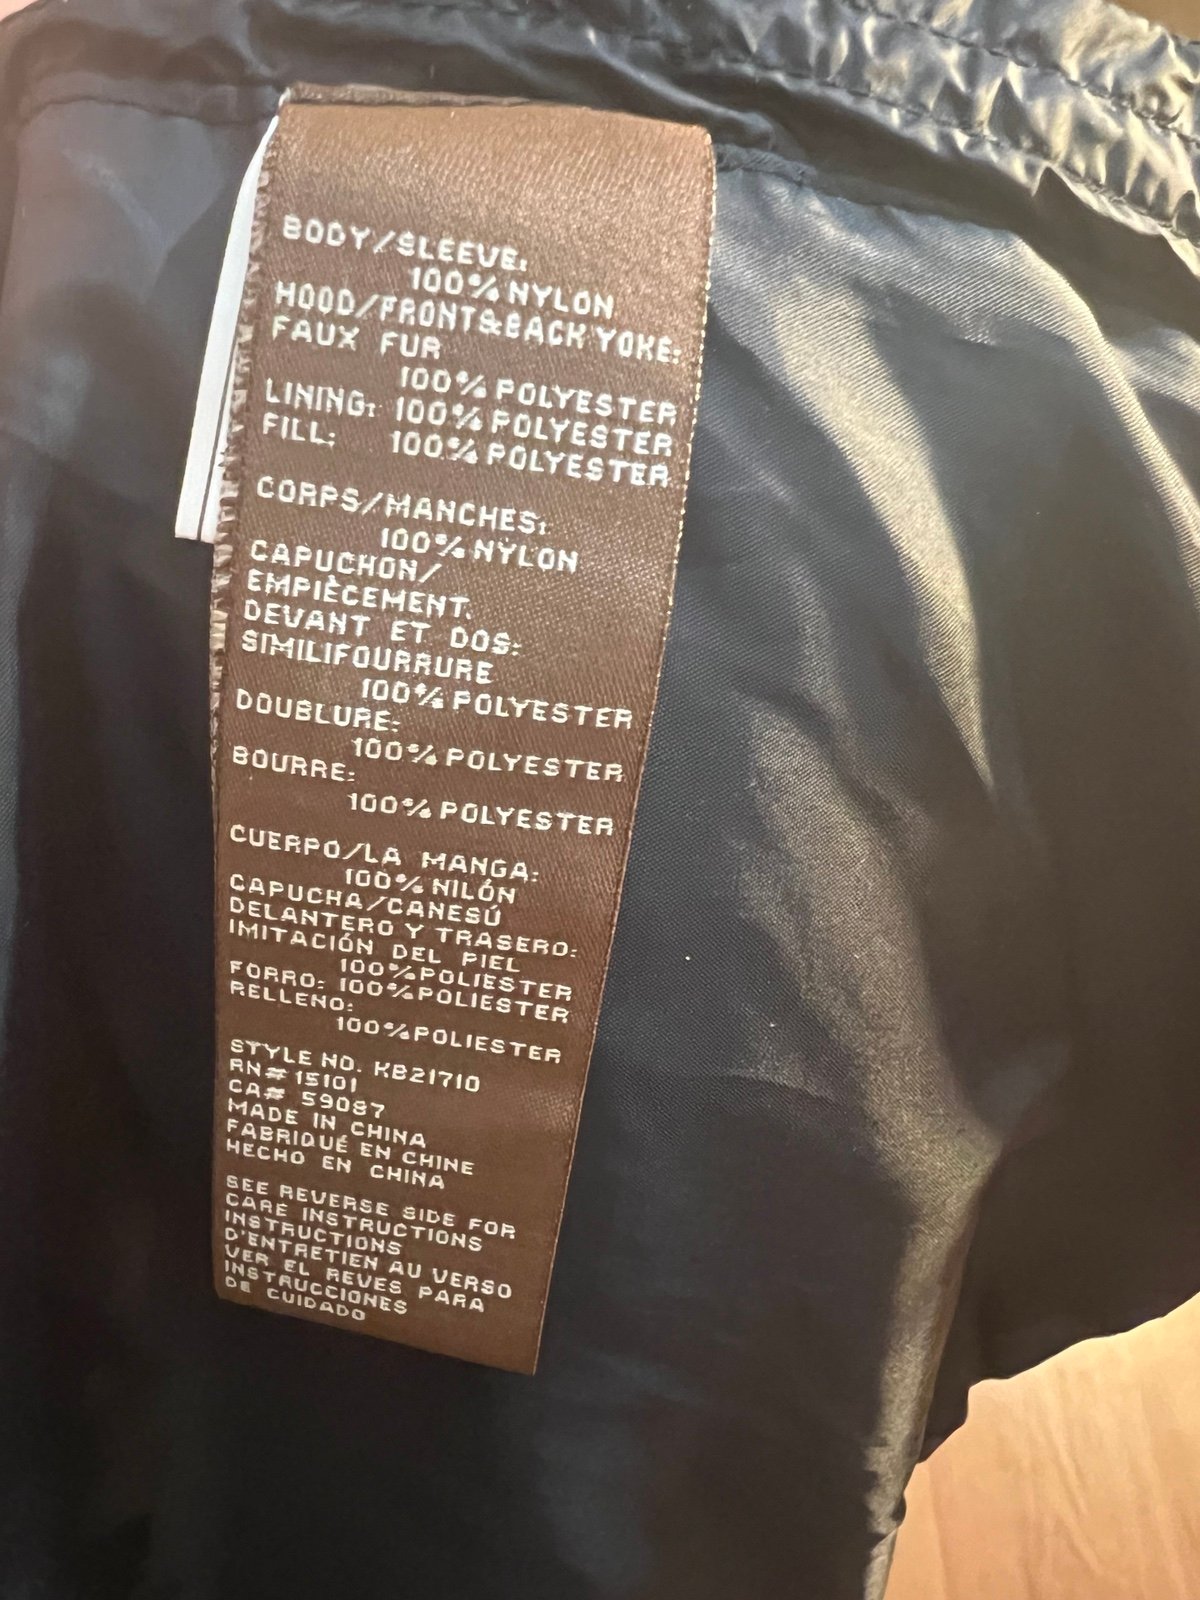 BODY/SLEEVE:
100% NYLON
HOOD/FRONT&BACK YOKE:
FAUX FUR
100% POLYESTER
LINING: 100% POLYESTER
FILL: 100% POLYESTER
CORPS/MANCHES:
100% NYLON
CAPUCHON/
EMPIÈCEMENT.
DEVANT ET DOS:
SIMILIFOURRURE
100% POLYESTER
DOUBLURE:
100% POLYESTER
BOURRE:
100% POLYESTER
CUERPO/LA MANGA:
100% NILÓN
CAPUCHA/CANESÚ
DELANTERO Y TRASERO:
IMITACIÓN DEL PIEL
100% POLIESTER
FORRO: 100% POLIESTER
RELLENO:
100% POLIESTER
STYLE NO. KB21710
RN# 15101
CA# 59087
MADE IN CHINA
FABRIQUÉ EN CHINE
HECHO EN CHINA
SEE REVERSE SIDE FOR
CARE INSTRUCTIONS
INSTRUCTIONS
D'ENTRETIEN AU VERSO
VER EL REVES PARA
INSTRUCCIONES
DE CUIDADO